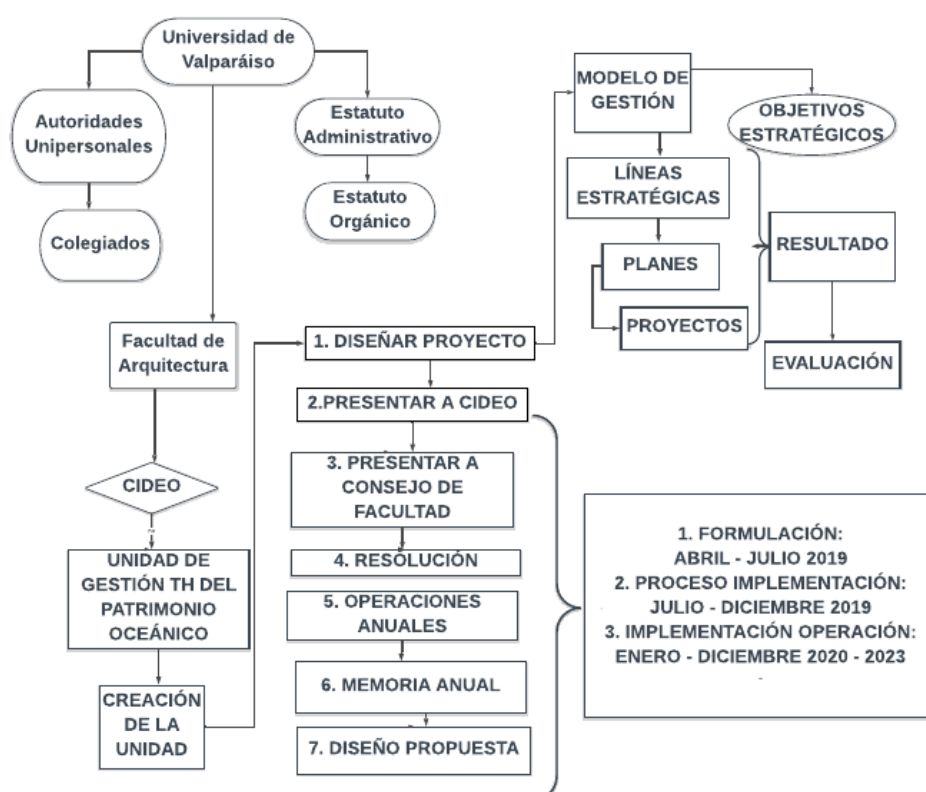 Universidad de
Valparáiso
Autoridades
Unipersonales
Colegiados
Estatuto
Administrativo
Estatuto
Orgánico
Facultad de
Arquitectura
CIDEO
UNIDAD DE
GESTIÓN TH DEL
PATRIMONIO
OCEÁNICO
CREACIÓN
DE LA
UNIDAD
1. DISEÑAR PROYECTO
2.PRESENTAR A CIDEO
3. PRESENTAR A
CONSEJO DE
FACULTAD
4. RESOLUCIÓN
5. OPERACIONES
ANUALES
6. MEMORIA ANUAL
7. DISEÑO PROPUESTA
MODELO DE
GESTIÓN
OBJETIVOS
ESTRATÉGICOS
LÍNEAS
ESTRATÉGICAS
PLANES
PROYECTOS
RESULTADO
EVALUACIÓN
1. FORMULACIÓN:
ABRIL - JULIO 2019
2. PROCESO IMPLEMENTACIÓN:
JULIO - DICIEMBRE 2019
3. IMPLEMENTACIÓN OPERACIÓN:
ENERO - DICIEMBRE 2020 - 2023